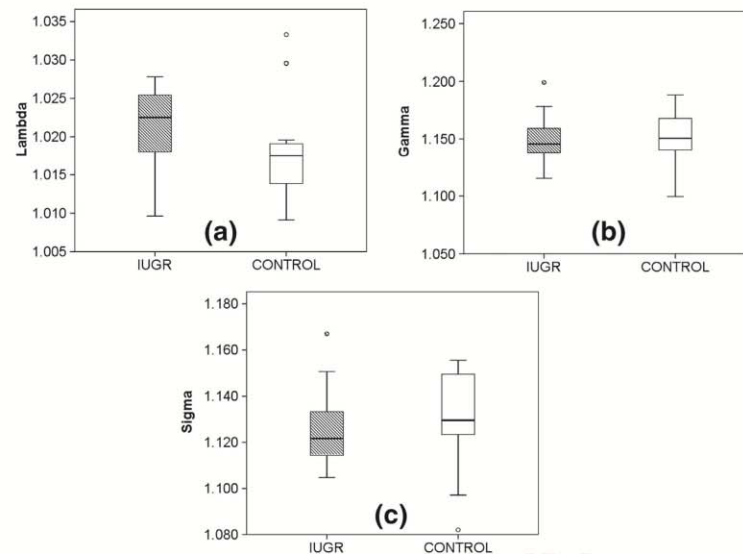 1.035
1.030
1.025
1.020
1.015
1.010
1.005
Lambda
(a)
IUGR CONTROL
1.250
1.200
1.150
1.100
1.050
Gamma
(b)
IUGR CONTROL
1.180
1.160
1.140
1.120
1.100
1.080
Sigma
(c)
IUGR CONTROL